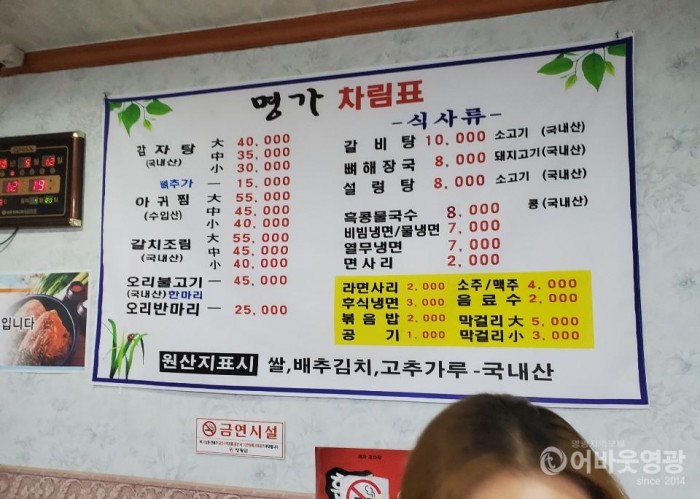 명가 차림표
감자탕 大 40,000
(국내산) 中 35,000
小 30,000
뼈추가 — 15,000
아귀찜 大 55,000
(수입산) 中 45,000
小 40,000
갈치조림 大 55,000
(국내산) 中 45,000
小 40,000
오리불고기 — 45,000
(국내산) 한마리
오리반마리 — 25,000
-식사류-
갈비탕 10,000 소고기 (국내산)
뼈해장국 8,000 돼지고기(국내산)
설렁탕 8,000 소고기 (국내산)
흑콩물국수 8,000 콩 (국내산)
비빔냉면/물냉면 7,000
열무냉면 7,000
면사리 2,000
라면사리 2,000 소주/맥주 4,000
후식냉면 3,000 음료수 2,000
볶음밥 2,000 막걸리 大 5,000
공기 1,000 막걸리 小 3,000
원산지표시 쌀,배추김치,고추가루-국내산
년 5 12일
12 19
입니다
금연시설
어바웃영광
since 2014